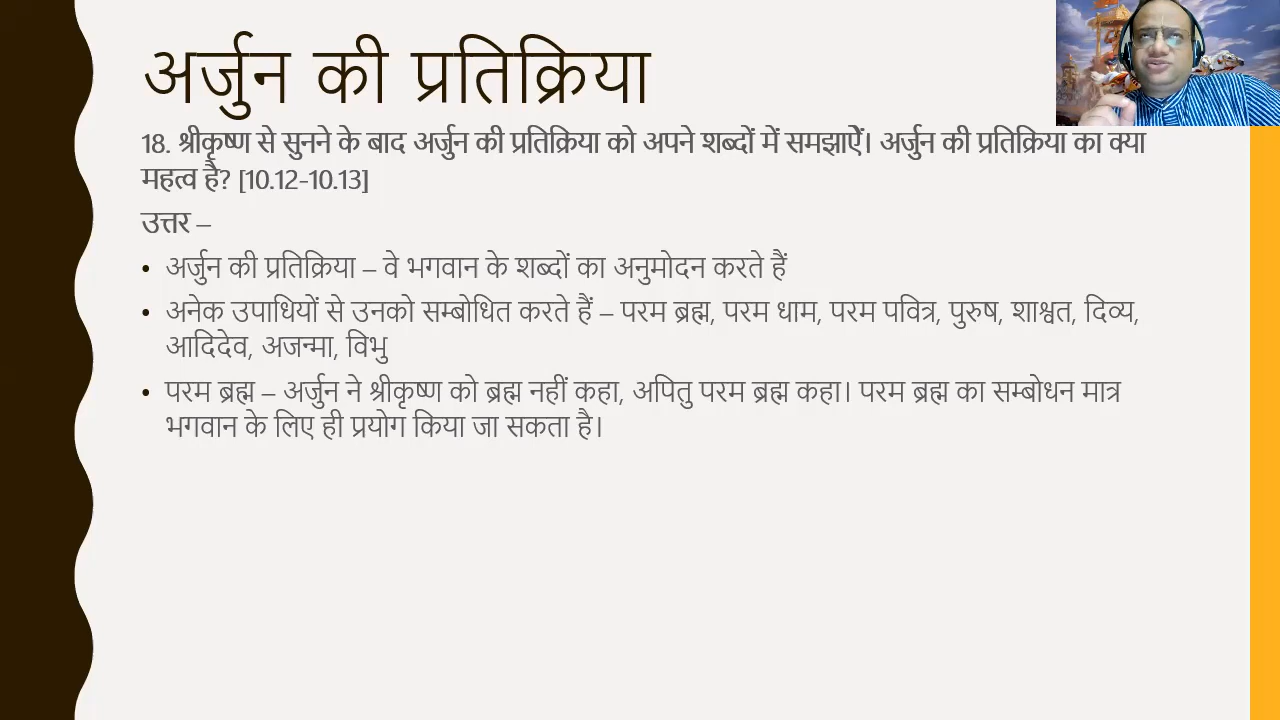 अर्जुन की प्रतिक्रिया
18. श्रीकृष्ण से सुनने के बाद अर्जुन की प्रतिक्रिया को अपने शब्दों में समझाऐं। अर्जुन की प्रतिक्रिया का क्या
महत्व है? [10.12-10.13]
उत्तर –
• अर्जुन की प्रतिक्रिया – वे भगवान के शब्दों का अनुमोदन करते हैं
• अनेक उपाधियों से उनको सम्बोधित करते हैं – परम ब्रह्म, परम धाम, परम पवित्र, पुरुष, शाश्वत, दिव्य,
आदिदेव, अजन्मा, विभु
• परम ब्रह्म – अर्जुन ने श्रीकृष्ण को ब्रह्म नहीं कहा, अपितु परम ब्रह्म कहा। परम ब्रह्म का सम्बोधन मात्र
भगवान के लिए ही प्रयोग किया जा सकता है।